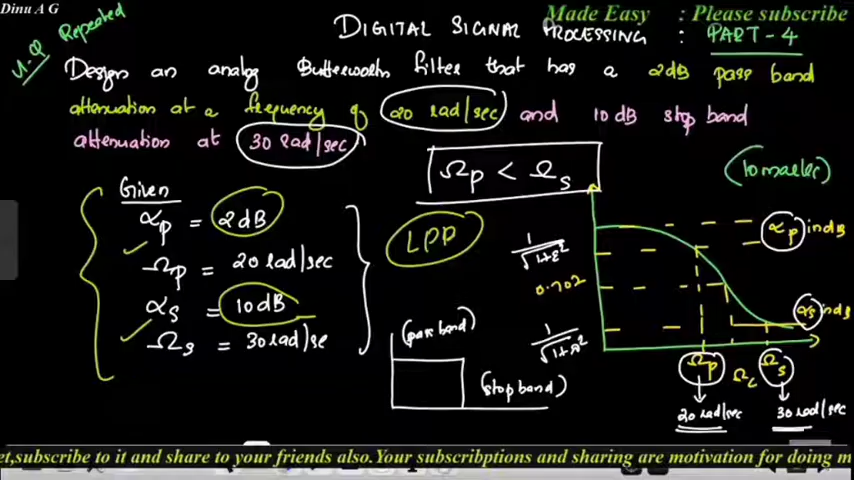 Dinu A G
Made Easy : Please subscribe
U.Q Repeated
DIGITAL SIGNAL PROCESSING : PART-4
Design an analog Butterworth filter that has a 2dB pass band
attenuation at a frequency of 20 rad/sec and 10 dB stop band
attenuation at 30 rad/sec
Ωp < Ωs
(10 marks)
Given
αp = 2dB
Ωp = 20 rad/sec
αs = 10dB
Ωs = 30 rad/se
LPP
(pass band)
(stop band)
1/√1+ε²
0.707
1/√1+λ²
αp in dB
αs in dB
Ωp Ωc Ωs
20 rad/sec 30 rad/sec
et,subscribe to it and share to your friends also.Your subscribptions and sharing are motivation for doing m